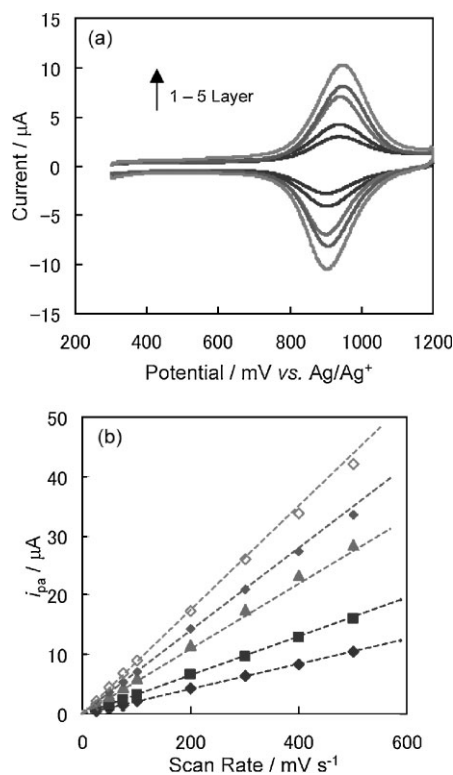 (a)
15
10
5
0
−5
−10
−15
Current / μA
1 – 5 Layer
200 400 600 800 1000 1200
Potential / mV vs. Ag/Ag⁺
(b)
50
40
30
20
10
0
i_pa / μA
0 200 400 600
Scan Rate / mV s⁻¹